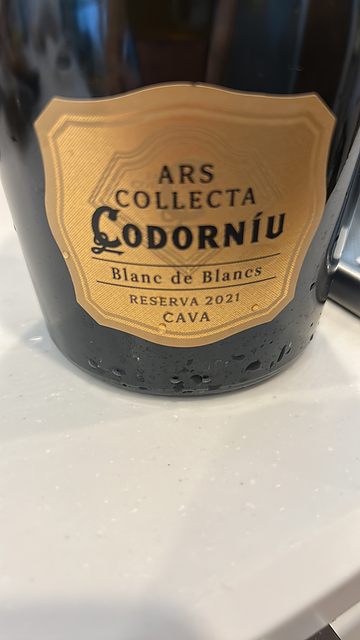 ARS
COLLECTA
CODORNÍU
Blanc de Blancs
RESERVA 2021
CAVA